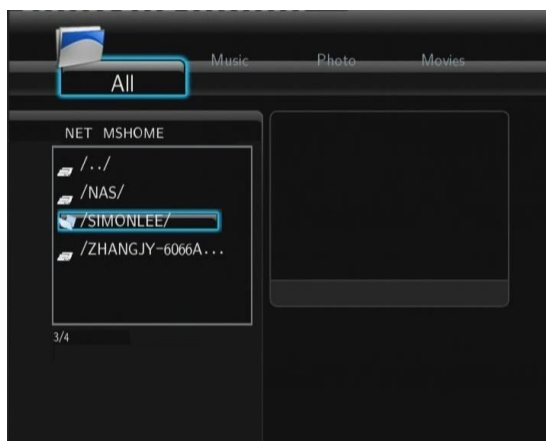 All Music Photo Movies
NET MSHOME
/../
/NAS/
/SIMONLEE/
/ZHANGJY-6066A...
3/4